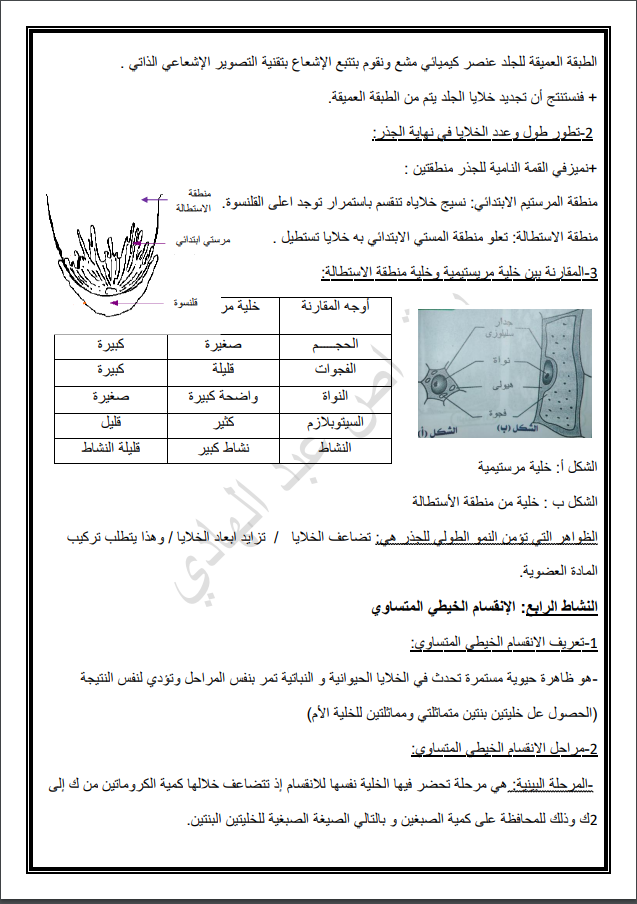 الطبقة العميقة للجلد عنصر كيميائي مشع ونقوم بتتبع الإشعاع بتقنية التصوير الإشعاعي الذاتي .
+ فنستنتج أن تجديد خلايا الجلد يتم من الطبقة العميقة.
2-تطور طول وعدد الخلايا في نهاية الجذر:
+نميزفي القمة النامية للجذر منطقتين :
منطقة المرستيم الابتدائي: نسيج خلاياه تنقسم باستمرار توجد اعلى القلنسوة.
منطقة الاستطالة: تعلو منطقة المستي الابتدائي به خلايا تستطيل .
منطقة
الاستطالة
مرستي ابتدائي
قلنسوة
3-المقارنة بين خلية مريستيمية وخلية منطقة الاستطالة:
أوجه المقارنة خلية مر
الحجـــــم صغيرة كبيرة
الفجوات قليلة كبيرة
النواة واضحة كبيرة صغيرة
السيتوبلازم كثير قليل
النشاط نشاط كبير قليلة النشاط
جدار
سليلوزي
نواة
هيولى
فجوة
الشكل (ب) الشكل (أ)
الشكل أ: خلية مرستيمية
الشكل ب : خلية من منطقة الأستطالة
الظواهر التي تؤمن النمو الطولي للجذر هي: تضاعف الخلايا / تزايد ابعاد الخلايا / وهذا يتطلب تركيب
المادة العضوية.
النشاط الرابع: الإنقسام الخيطي المتساوي
1-تعريف الانقسام الخيطي المتساوي:
-هو ظاهرة حيوية مستمرة تحدث في الخلايا الحيوانية و النباتية تمر بنفس المراحل وتؤدي لنفس النتيجة
(الحصول عل خليتين بنتين متماثلتي ومماثلتين للخلية الأم)
2-مراحل الانقسام الخيطي المتساوي:
-المرحلة البينية: هي مرحلة تحضر فيها الخلية نفسها للانقسام إذ تتضاعف خلالها كمية الكروماتين من ك إلى
2ك وذلك للمحافظة على كمية الصبغين و بالتالي الصيغة الصبغية للخليتين البنتين.
عبد الهادي